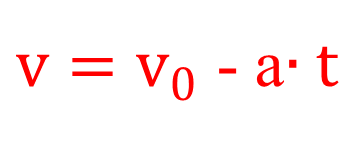 v = v₀ - a· t